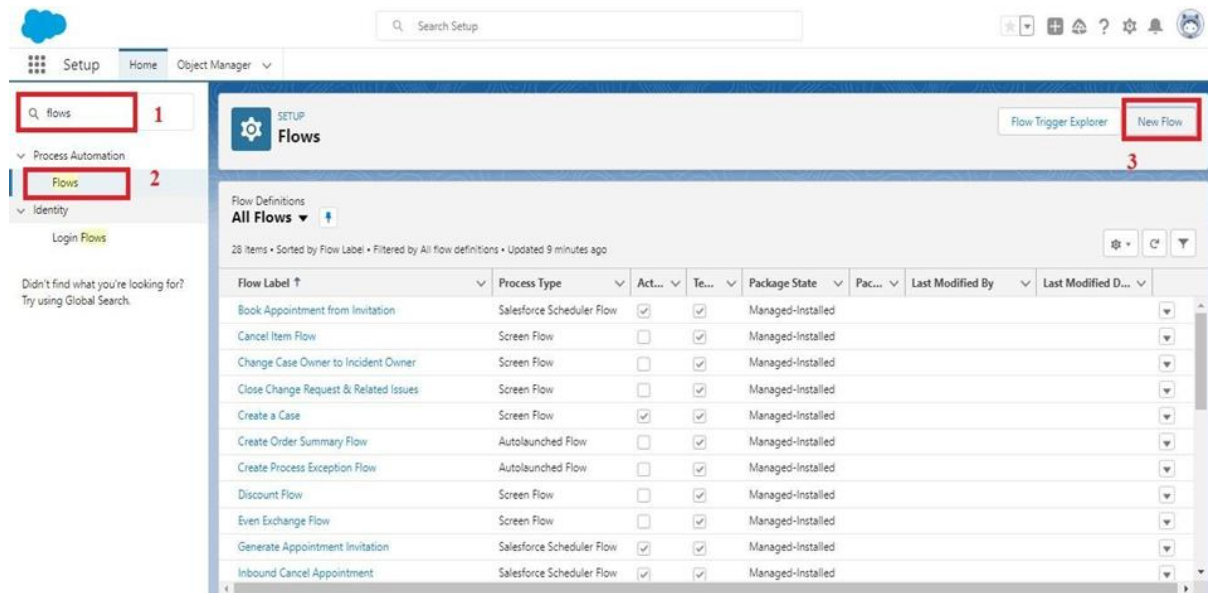 Search Setup
Setup Home Object Manager
flows 1
Process Automation
Flows 2
Identity
Login Flows
Didn't find what you're looking for?
Try using Global Search.
SETUP
Flows
Flow Trigger Explorer New Flow
3
Flow Definitions
All Flows
28 items • Sorted by Flow Label • Filtered by All flow definitions • Updated 9 minutes ago
Flow Label ↑ Process Type Act... Te... Package State Pac... Last Modified By Last Modified D...
Book Appointment from Invitation Salesforce Scheduler Flow Managed-Installed
Cancel Item Flow Screen Flow Managed-Installed
Change Case Owner to Incident Owner Screen Flow Managed-Installed
Close Change Request & Related Issues Screen Flow Managed-Installed
Create a Case Screen Flow Managed-Installed
Create Order Summary Flow Autolaunched Flow Managed-Installed
Create Process Exception Flow Autolaunched Flow Managed-Installed
Discount Flow Screen Flow Managed-Installed
Even Exchange Flow Screen Flow Managed-Installed
Generate Appointment Invitation Salesforce Scheduler Flow Managed-Installed
Inbound Cancel Appointment Salesforce Scheduler Flow Managed-Installed